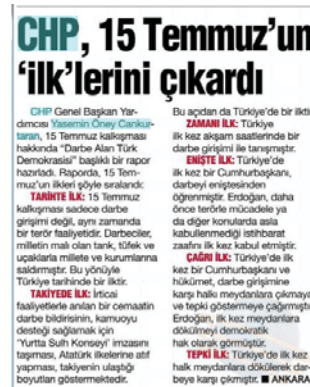 CHP, 15 Temmuz'un
'ilk'lerini çıkardı
CHP Genel Başkan Yar-
dımcısı Yasemin Öney Cankur-
taran, 15 Temmuz kalkışması
hakkında "Darbe Alan Türk
Demokrasisi" başlıklı bir rapor
hazırladı. Raporda, 15 Tem-
muz'un ilkleri şöyle sıralandı:
TARİHTE İLK: 15 Temmuz
kalkışması sadece darbe
girişimi değil, aynı zamanda
bir terör faaliyetidir. Darbeciler,
milletin malı olan tank, tüfek ve
uçaklarla millete ve kurumlarına
saldırmıştır. Bu yönüyle
Türkiye tarihinde bir ilktir.
TAKİYEDE İLK: İrticai
faaliyetlerle anılan bir cemaatin
darbe bildirisinin, kamuoyu
desteği sağlamak için
'Yurtta Sulh Konseyi' imzasını
taşıması, Atatürk ilkelerine atıf
yapması, takiyenin ulaştığı
boyutları göstermektedir.
Bu açıdan da Türkiye'de bir ilktir.
ZAMANI İLK: Türkiye
ilk kez akşam saatlerinde bir
darbe girişimi ile tanışmıştır.
ENİŞTE İLK: Türkiye'de
ilk kez bir Cumhurbaşkanı,
darbeyi eniştesinden
öğrenmiştir. Erdoğan, daha
önce terörle mücadele ya
da diğer konularda asla
kabullenmediği istihbarat
zaafını ilk kez kabul etmiştir.
ÇAĞRI İLK: Türkiye'de ilk
kez bir Cumhurbaşkanı ve
hükümet, darbe girişimine
karşı halkı meydanlara çıkmaya
ve tepki göstermeye çağırmıştır.
Erdoğan, ilk kez meydanlara
dökülmeyi demokratik
hak olarak görmüştür.
TEPKİ İLK: Türkiye'de ilk kez
halk meydanlara dökülerek dar-
beye karşı çıkmıştır. ■ ANKARA